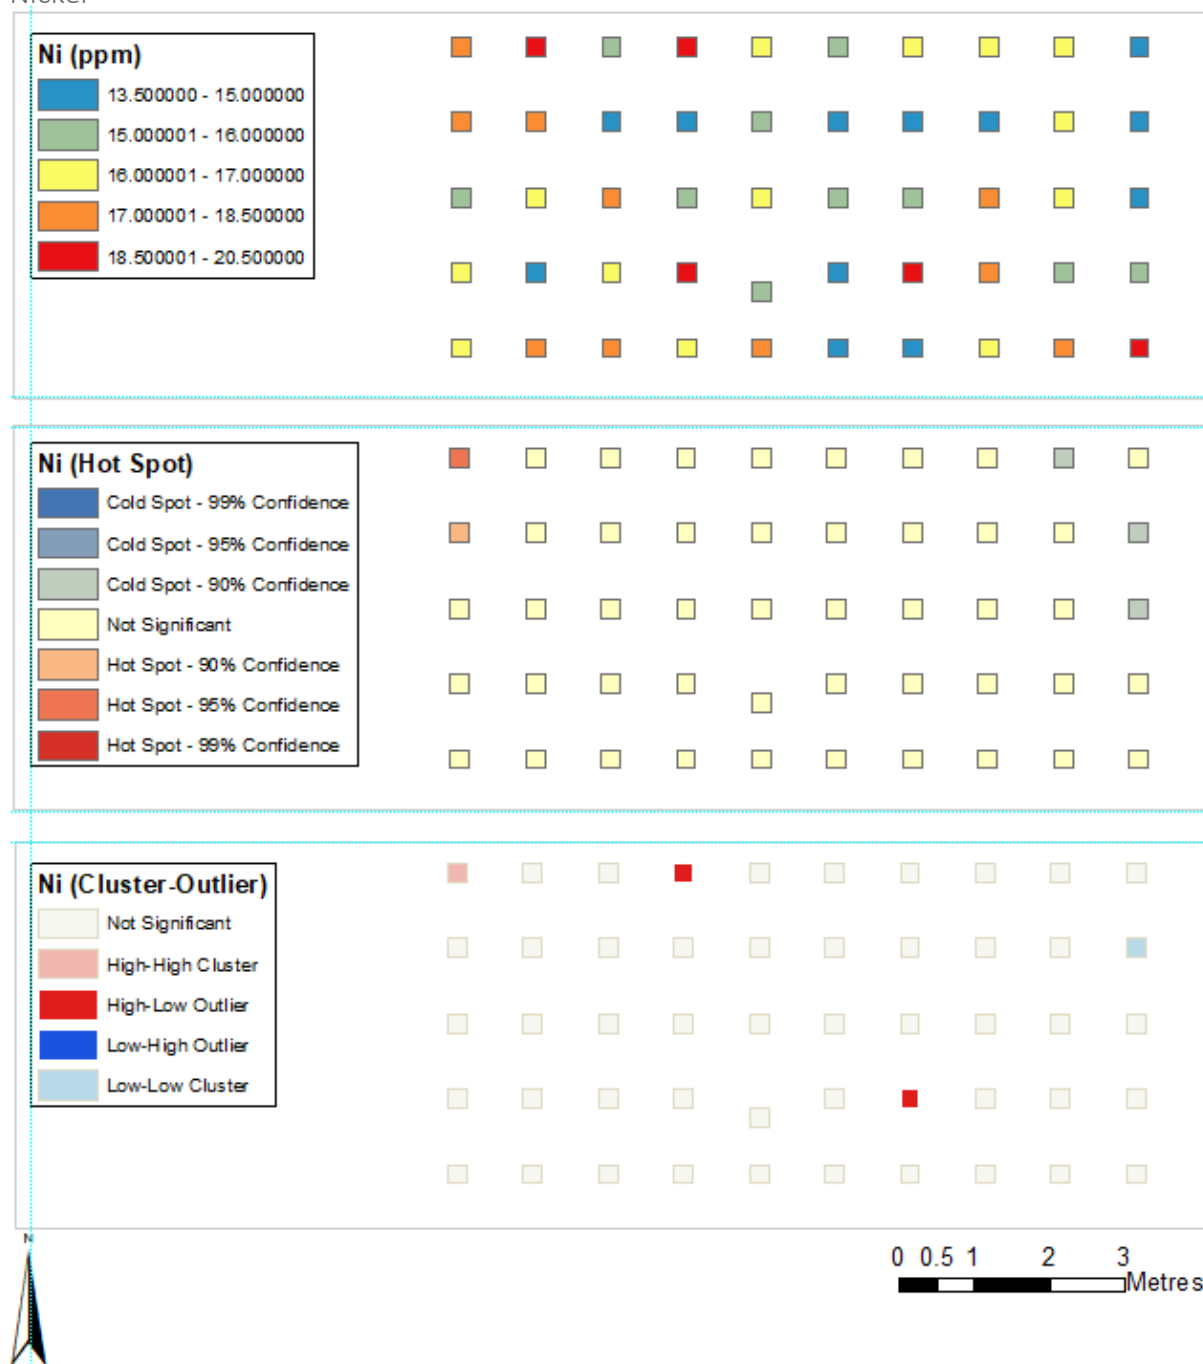 Nickel
Ni (ppm)
13.500000 - 15.000000
15.000001 - 16.000000
16.000001 - 17.000000
17.000001 - 18.500000
18.500001 - 20.500000
Ni (Hot Spot)
Cold Spot - 99% Confidence
Cold Spot - 95% Confidence
Cold Spot - 90% Confidence
Not Significant
Hot Spot - 90% Confidence
Hot Spot - 95% Confidence
Hot Spot - 99% Confidence
Ni (Cluster-Outlier)
Not Significant
High-High Cluster
High-Low Outlier
Low-High Outlier
Low-Low Cluster
N
0 0.5 1 2 3
Metres